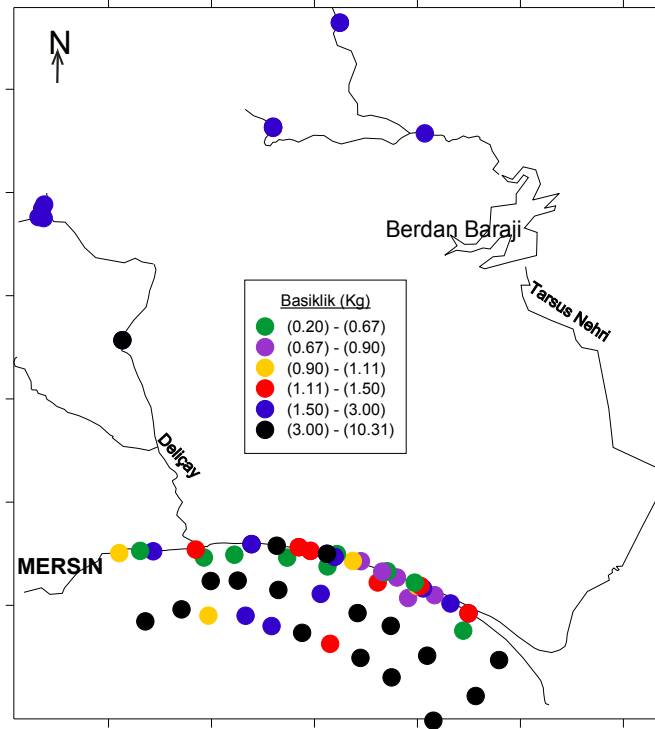 N
Berdan Baraji
Tarsus Nehri
Basiklik (Kg)
(0.20) - (0.67)
(0.67) - (0.90)
(0.90) - (1.11)
(1.11) - (1.50)
(1.50) - (3.00)
(3.00) - (10.31)
Deliçay
MERSIN